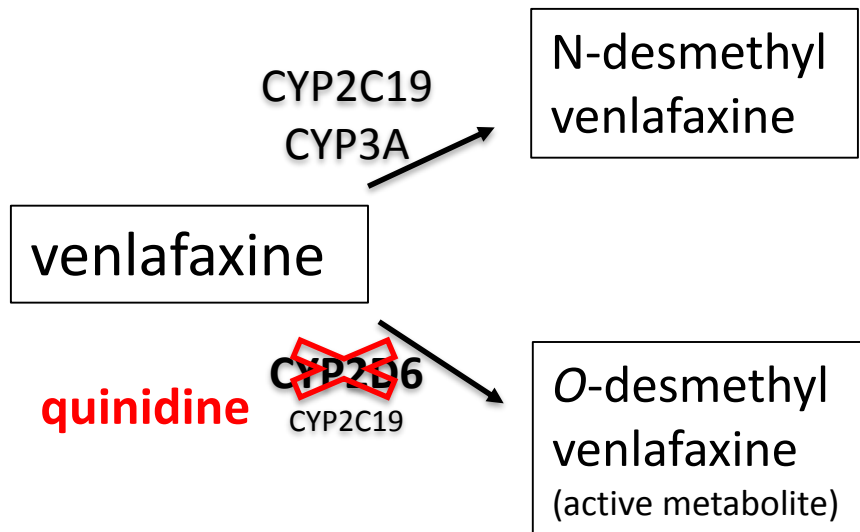 CYP2C19
CYP3A
N-desmethyl
venlafaxine
venlafaxine
quinidine
CYP2D6
CYP2C19
O-desmethyl
venlafaxine
(active metabolite)